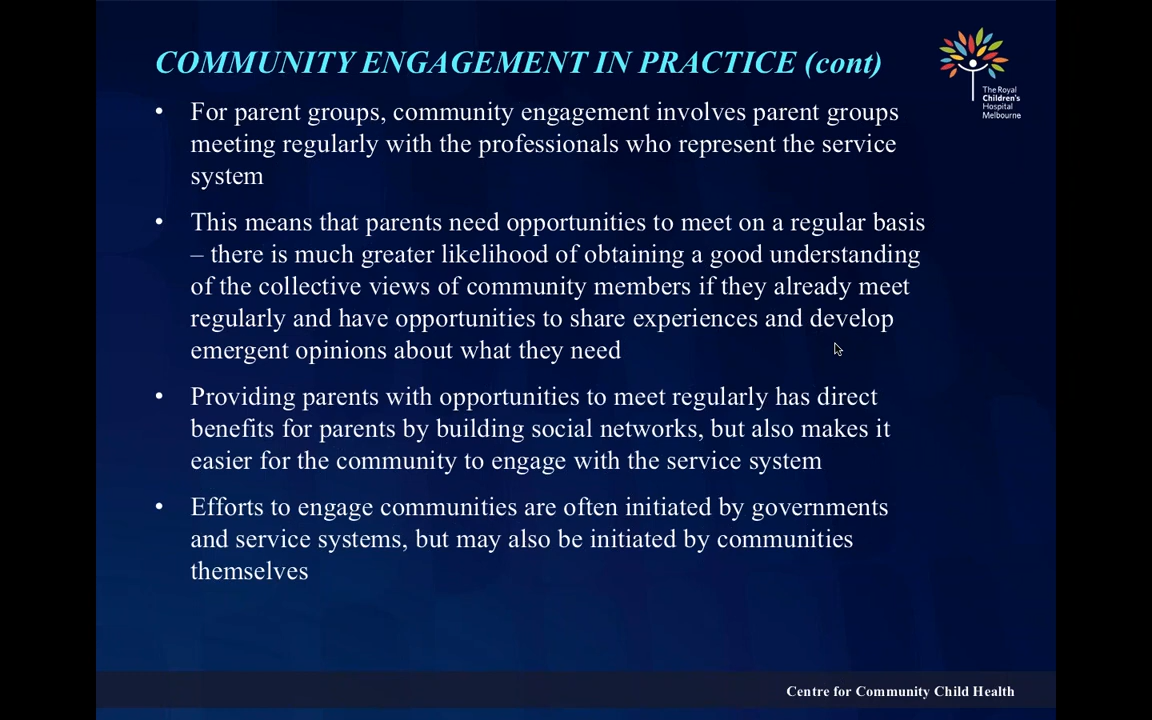 COMMUNITY ENGAGEMENT IN PRACTICE (cont)
The Royal
Children's
Hospital
Melbourne
• For parent groups, community engagement involves parent groups
meeting regularly with the professionals who represent the service
system
• This means that parents need opportunities to meet on a regular basis
– there is much greater likelihood of obtaining a good understanding
of the collective views of community members if they already meet
regularly and have opportunities to share experiences and develop
emergent opinions about what they need
• Providing parents with opportunities to meet regularly has direct
benefits for parents by building social networks, but also makes it
easier for the community to engage with the service system
• Efforts to engage communities are often initiated by governments
and service systems, but may also be initiated by communities
themselves
Centre for Community Child Health